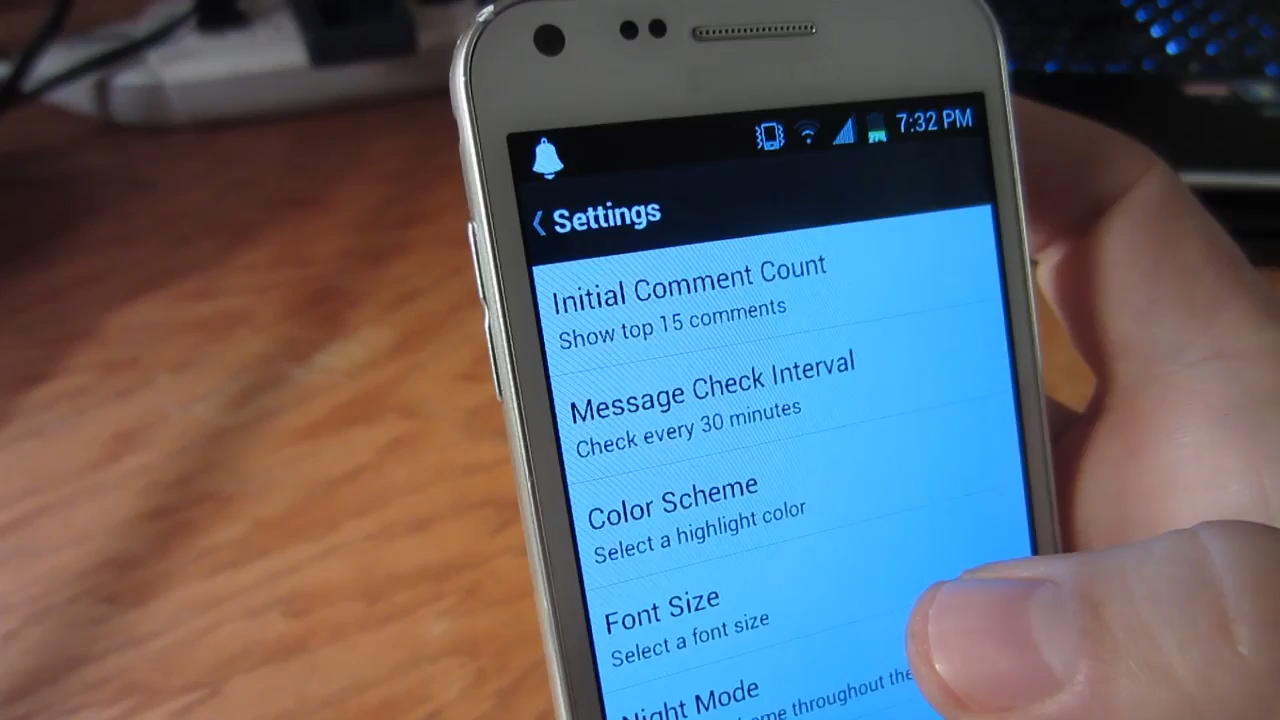 7:32 PM
Settings
Initial Comment Count
Show top 15 comments
Message Check Interval
Check every 30 minutes
Color Scheme
Select a highlight color
Font Size
Select a font size
Night Mode
throughout the